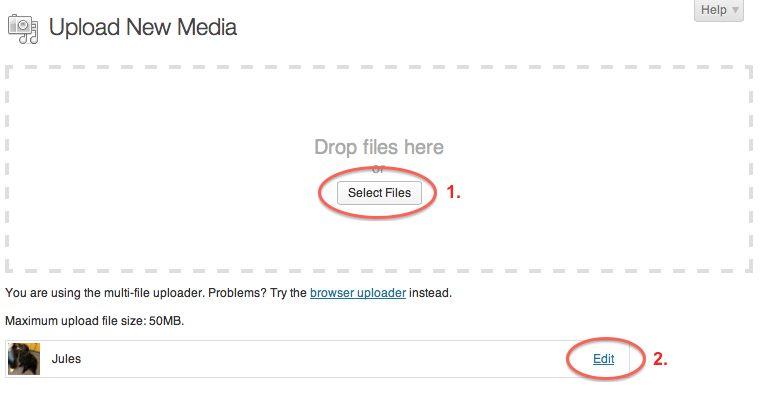 Help
Upload New Media
Drop files here
or
Select Files
1.
You are using the multi-file uploader. Problems? Try the browser uploader instead.
Maximum upload file size: 50MB.
Jules
Edit
2.